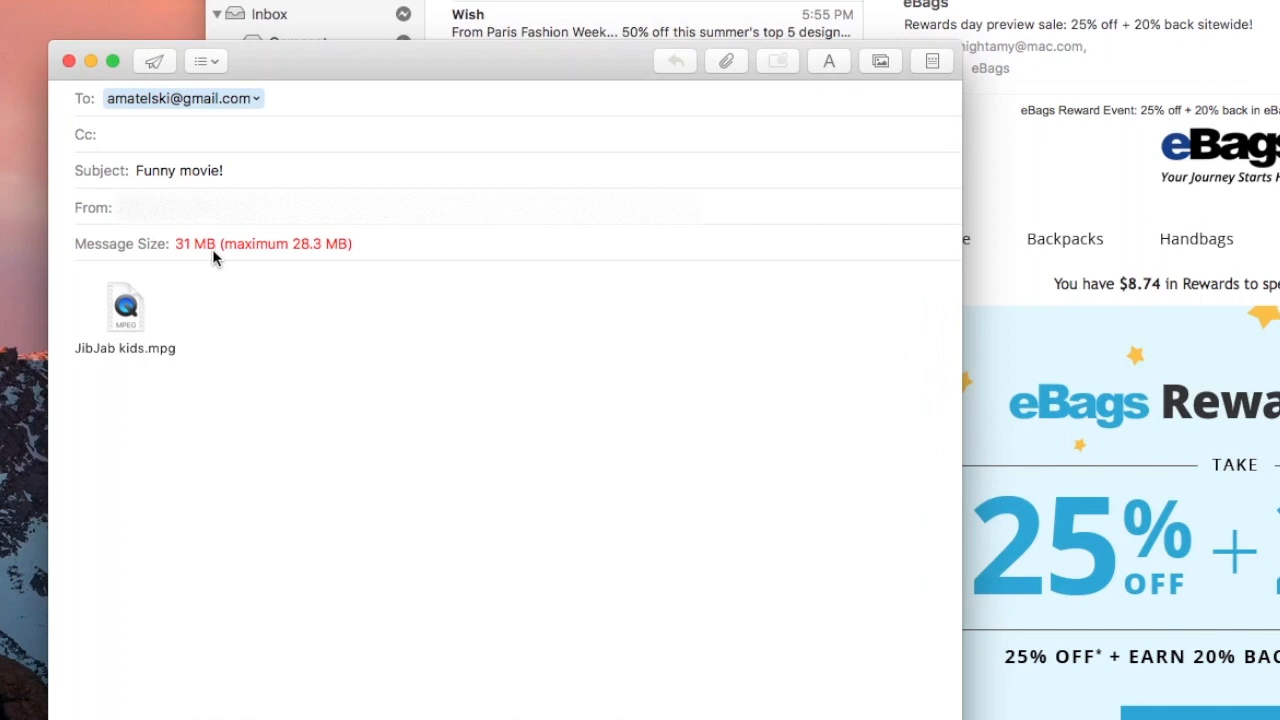 Inbox
Wish
5:55 PM
From Paris Fashion Week... 50% off this summer's top 5 design...
eBags
Rewards day preview sale: 25% off + 20% back sitewide!
ightamy@mac.com,
eBags
To: amatelski@gmail.com
Cc:
Subject: Funny movie!
From:
Message Size: 31 MB (maximum 28.3 MB)
MPEG
JibJab kids.mpg
eBags Reward Event: 25% off + 20% back in eBa
eBags
Your Journey Starts H
e
Backpacks
Handbags
You have $8.74 in Rewards to spe
eBags Rewa
TAKE
25% OFF +
25% OFF* + EARN 20% BAC